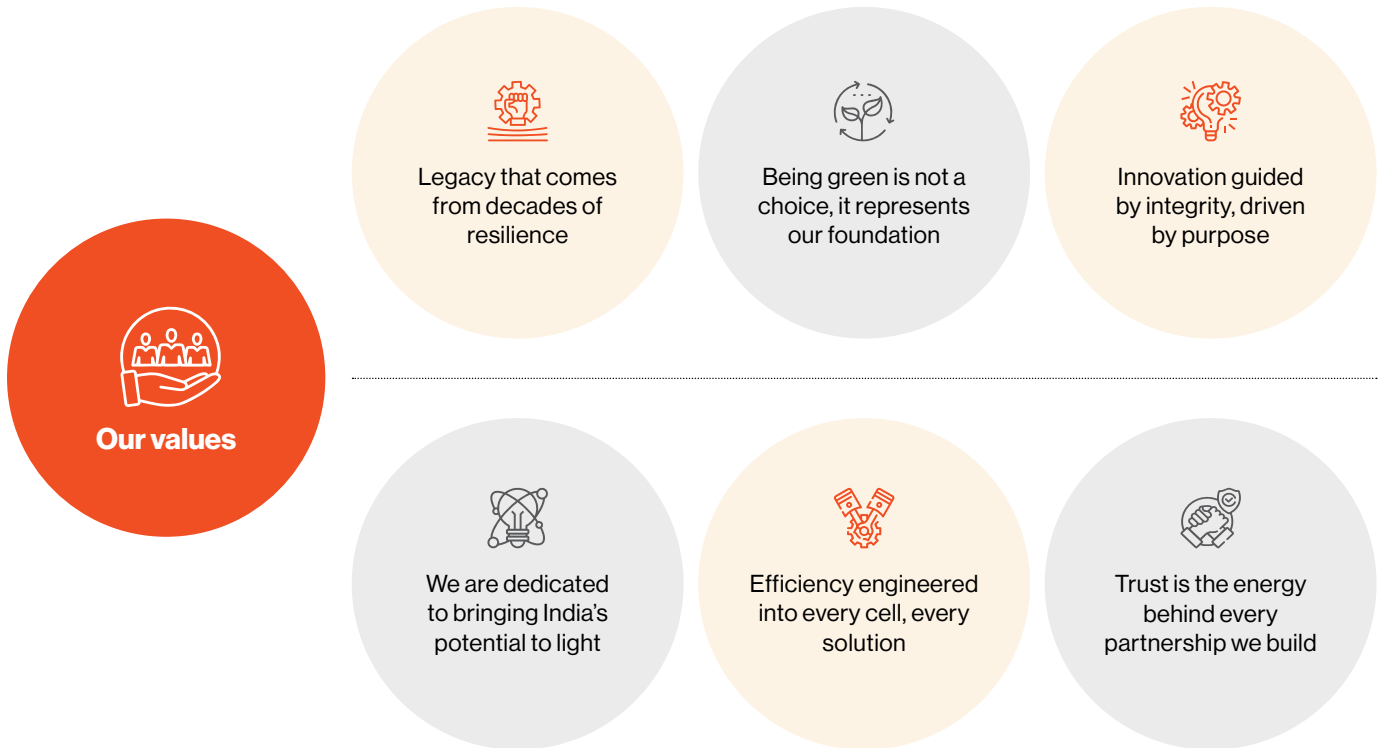 Our values
Legacy that comes
from decades of
resilience
Being green is not a
choice, it represents
our foundation
Innovation guided
by integrity, driven
by purpose
We are dedicated
to bringing India’s
potential to light
Efficiency engineered
into every cell, every
solution
Trust is the energy
behind every
partnership we build